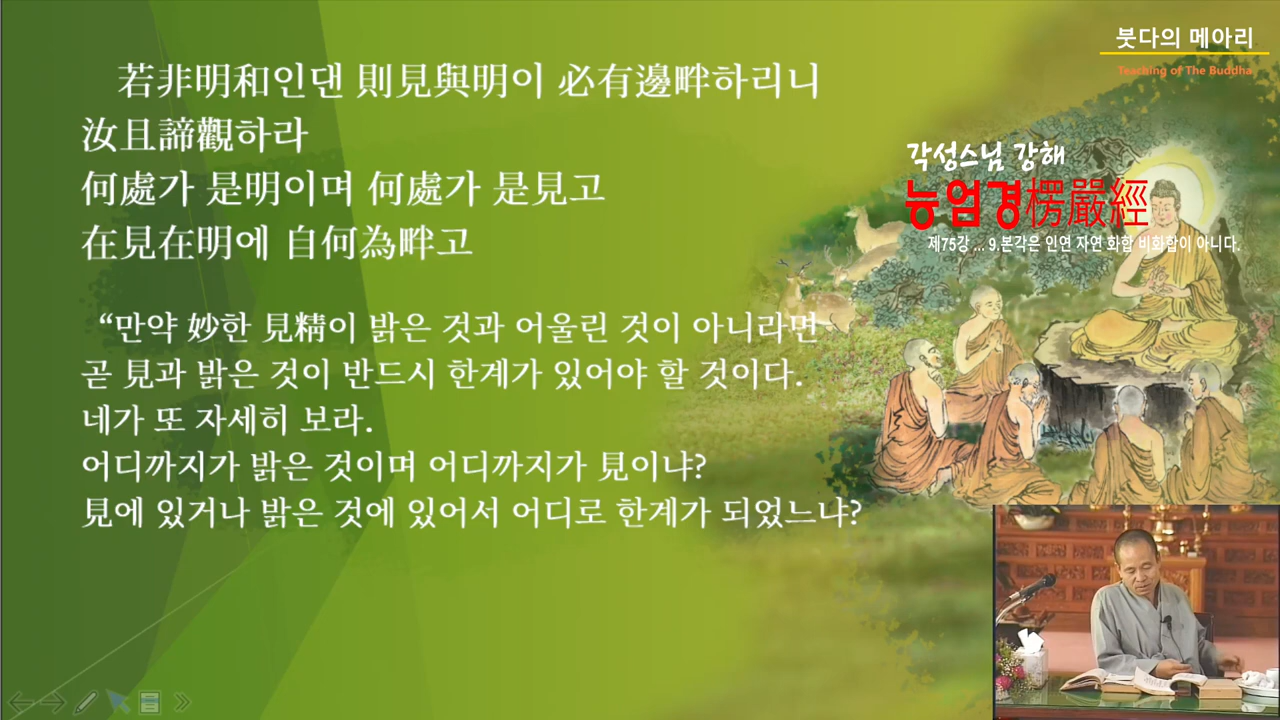 若非明和인댄 則見與明이 必有邊畔하리니
汝且諦觀하라
何處가 是明이며 何處가 是見고
在見在明에 自何為畔고
“만약 妙한 見精이 밝은 것과 어울린 것이 아니라면
곧 見과 밝은 것이 반드시 한계가 있어야 할 것이다.
네가 또 자세히 보라.
어디까지가 밝은 것이며 어디까지가 見이냐?
見에 있거나 밝은 것에 있어서 어디로 한계가 되었느냐?
붓다의 메아리
Teaching of The Buddha
각성스님 강해
능엄경楞嚴經
제75강 ... 9.본각은 인연 자연 화합 비화합이 아니다.